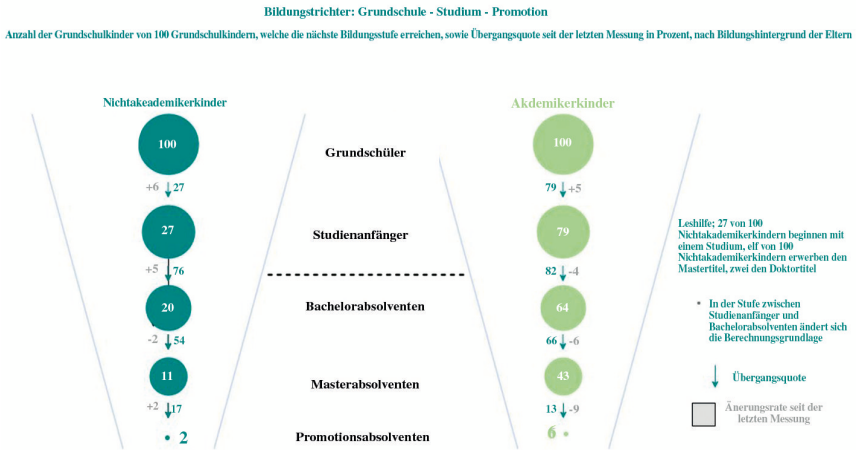 Bildungstrichter: Grundschule - Studium - Promotion
Anzahl der Grundschulkinder von 100 Grundschulkindern, welche die nächste Bildungsstufe erreichen, sowie Übergangsquote seit der letzten Messung in Prozent, nach Bildungshintergrund der Eltern
Nichtakeademikerkinder
Akdemikerkinder
100
Grundschüler
100
+6 27
79 +5
27
Studienanfänger
79
+5 76
82 -4
20
Bachelorabsolventen
64
-2 54
66 -6
11
Masterabsolventen
43
+2 17
13 -9
2
Promotionsabsolventen
6
Leshilfe; 27 von 100
Nichtakademikerkindern beginnen mit
einem Studium, elf von 100
Nichtakademikerkindern erwerben den
Mastertitel, zwei den Doktortitel
* In der Stufe zwischen
Studienanfänger und
Bachelorabsolventen ändert sich
die Berechnungsgrundlage
Übergangsquote
Änerungsrate seit der
letzten Messung